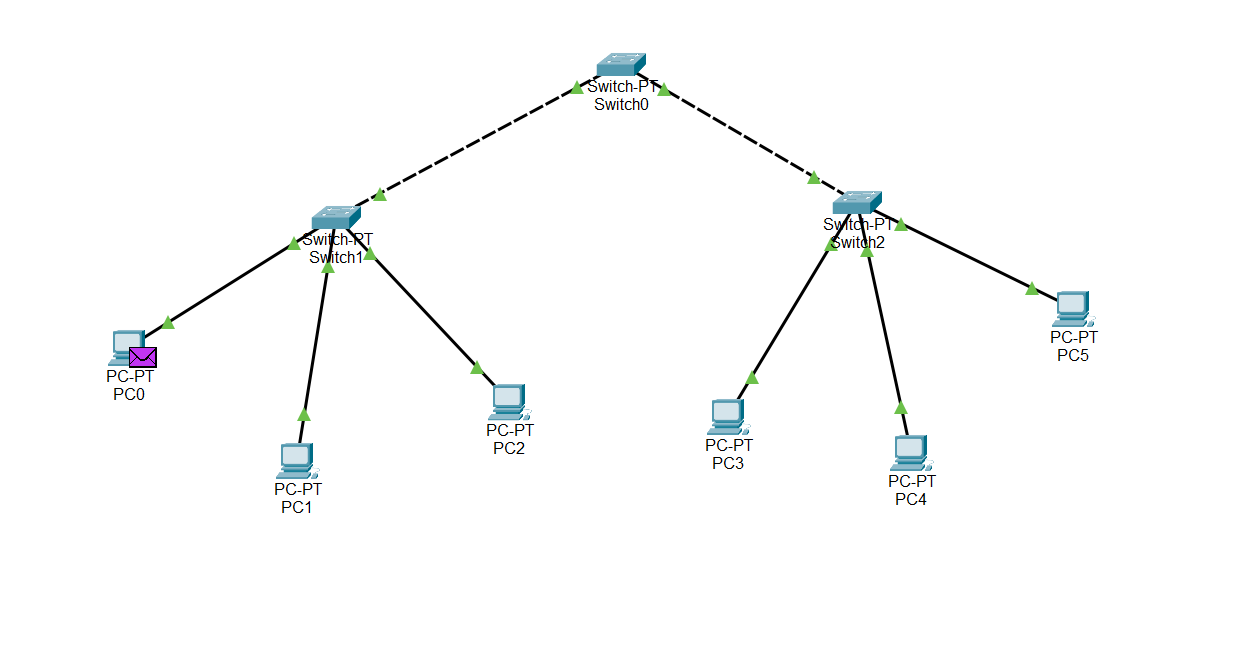 Switch-PT
Switch0
Switch-PT
Switch1
Switch-PT
Switch2
PC-PT
PC0
PC-PT
PC1
PC-PT
PC2
PC-PT
PC3
PC-PT
PC4
PC-PT
PC5